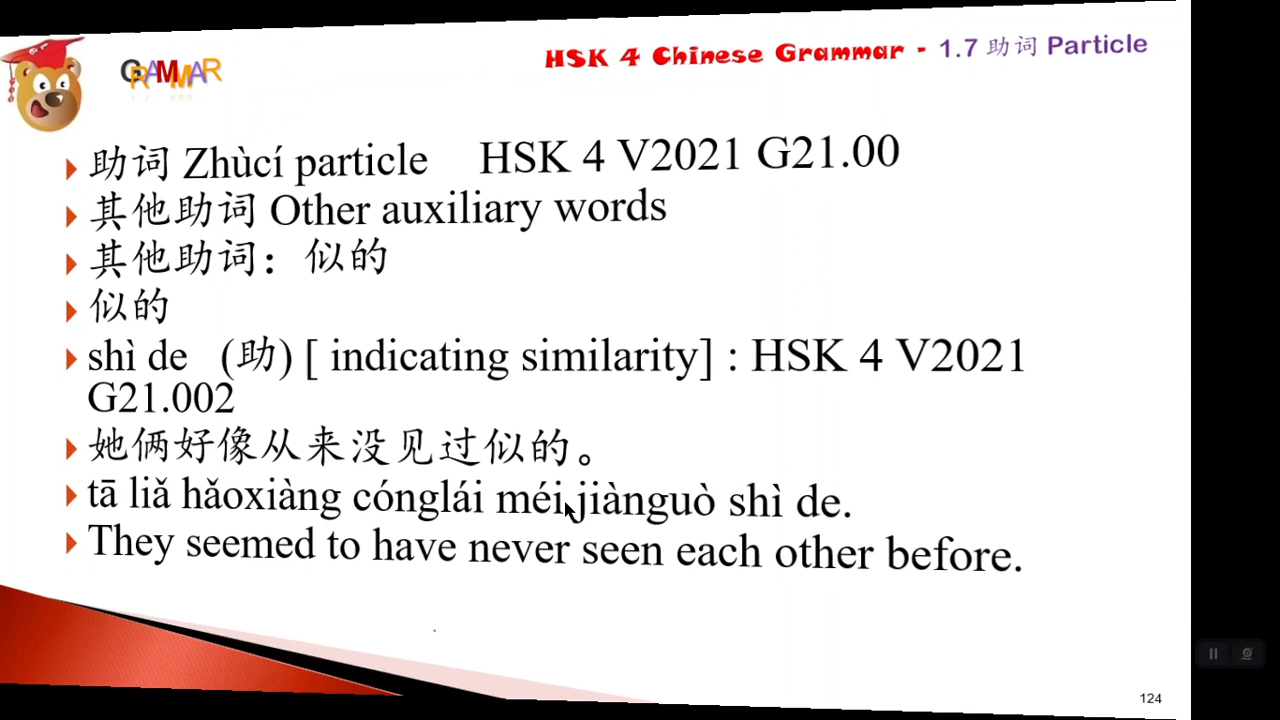 HSK 4 Chinese Grammar - 1.7 助词 Particle
GRAMMAR
助词 Zhùcí particle HSK 4 V2021 G21.00
其他助词 Other auxiliary words
其他助词：似的
似的
shì de (助) [ indicating similarity] : HSK 4 V2021
G21.002
她俩好像从来没见过似的。
tā liǎ hǎoxiàng cónglái méi jiànguò shì de.
They seemed to have never seen each other before.
124